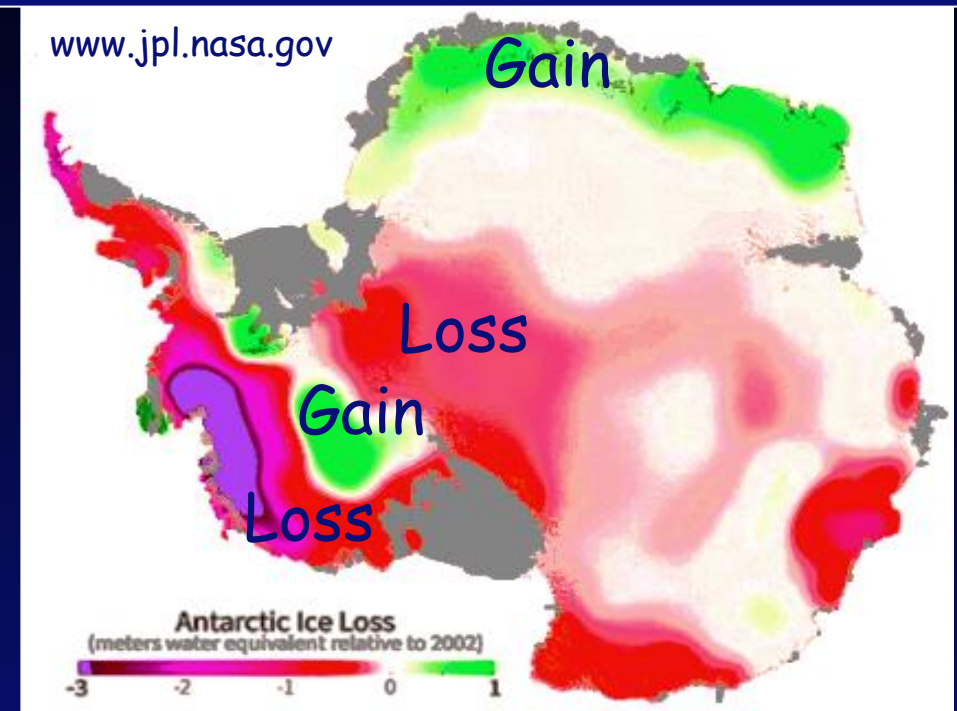 www.jpl.nasa.gov
Gain
Loss
Gain
Loss
Antarctic Ice Loss
(meters water equivalent relative to 2002)
-3 -2 -1 0 1